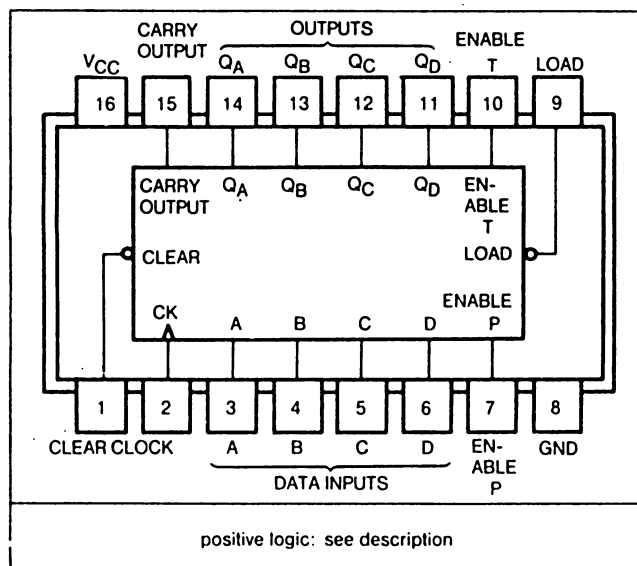 CARRY OUTPUT
OUTPUTS
ENABLE T
LOAD
VCC
QA QB QC QD
16 15 14 13 12 11 10 9
CARRY OUTPUT
QA QB QC QD
EN-
ABLE
T
CLEAR
LOAD
CK
ENABLE
A B C D P
1 2 3 4 5 6 7 8
CLEAR CLOCK
A B C D
EN-
ABLE
P
GND
DATA INPUTS
positive logic: see description